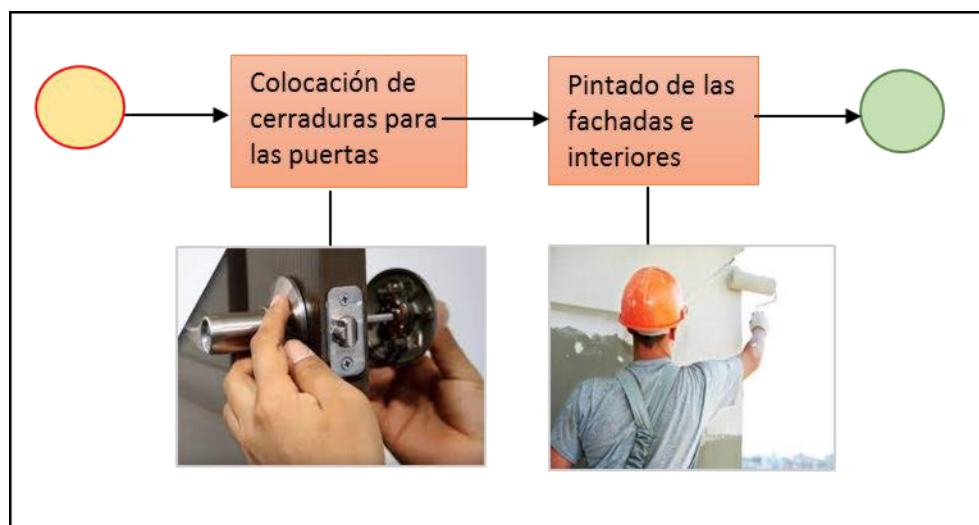 Colocación de
cerraduras para
las puertas
Pintado de las
fachadas e
interiores